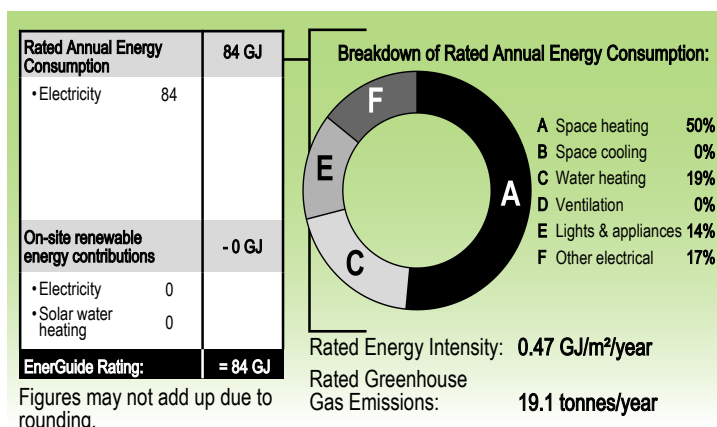 Rated Annual Energy Consumption 84 GJ
• Electricity 84
On-site renewable energy contributions - 0 GJ
• Electricity 0
• Solar water heating 0
EnerGuide Rating: = 84 GJ
Figures may not add up due to
rounding.
Breakdown of Rated Annual Energy Consumption:
F
E
A
C
A Space heating 50%
B Space cooling 0%
C Water heating 19%
D Ventilation 0%
E Lights & appliances 14%
F Other electrical 17%
Rated Energy Intensity: 0.47 GJ/m²/year
Rated Greenhouse
Gas Emissions: 19.1 tonnes/year